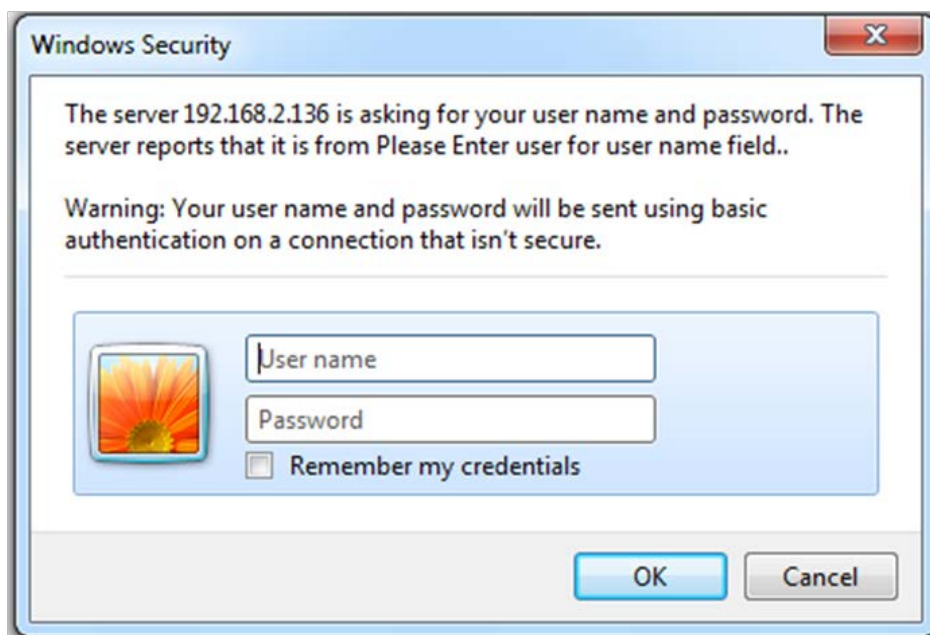 Windows Security
The server 192.168.2.136 is asking for your user name and password. The
server reports that it is from Please Enter user for user name field..
Warning: Your user name and password will be sent using basic
authentication on a connection that isn't secure.
User name
Password
Remember my credentials
OK
Cancel